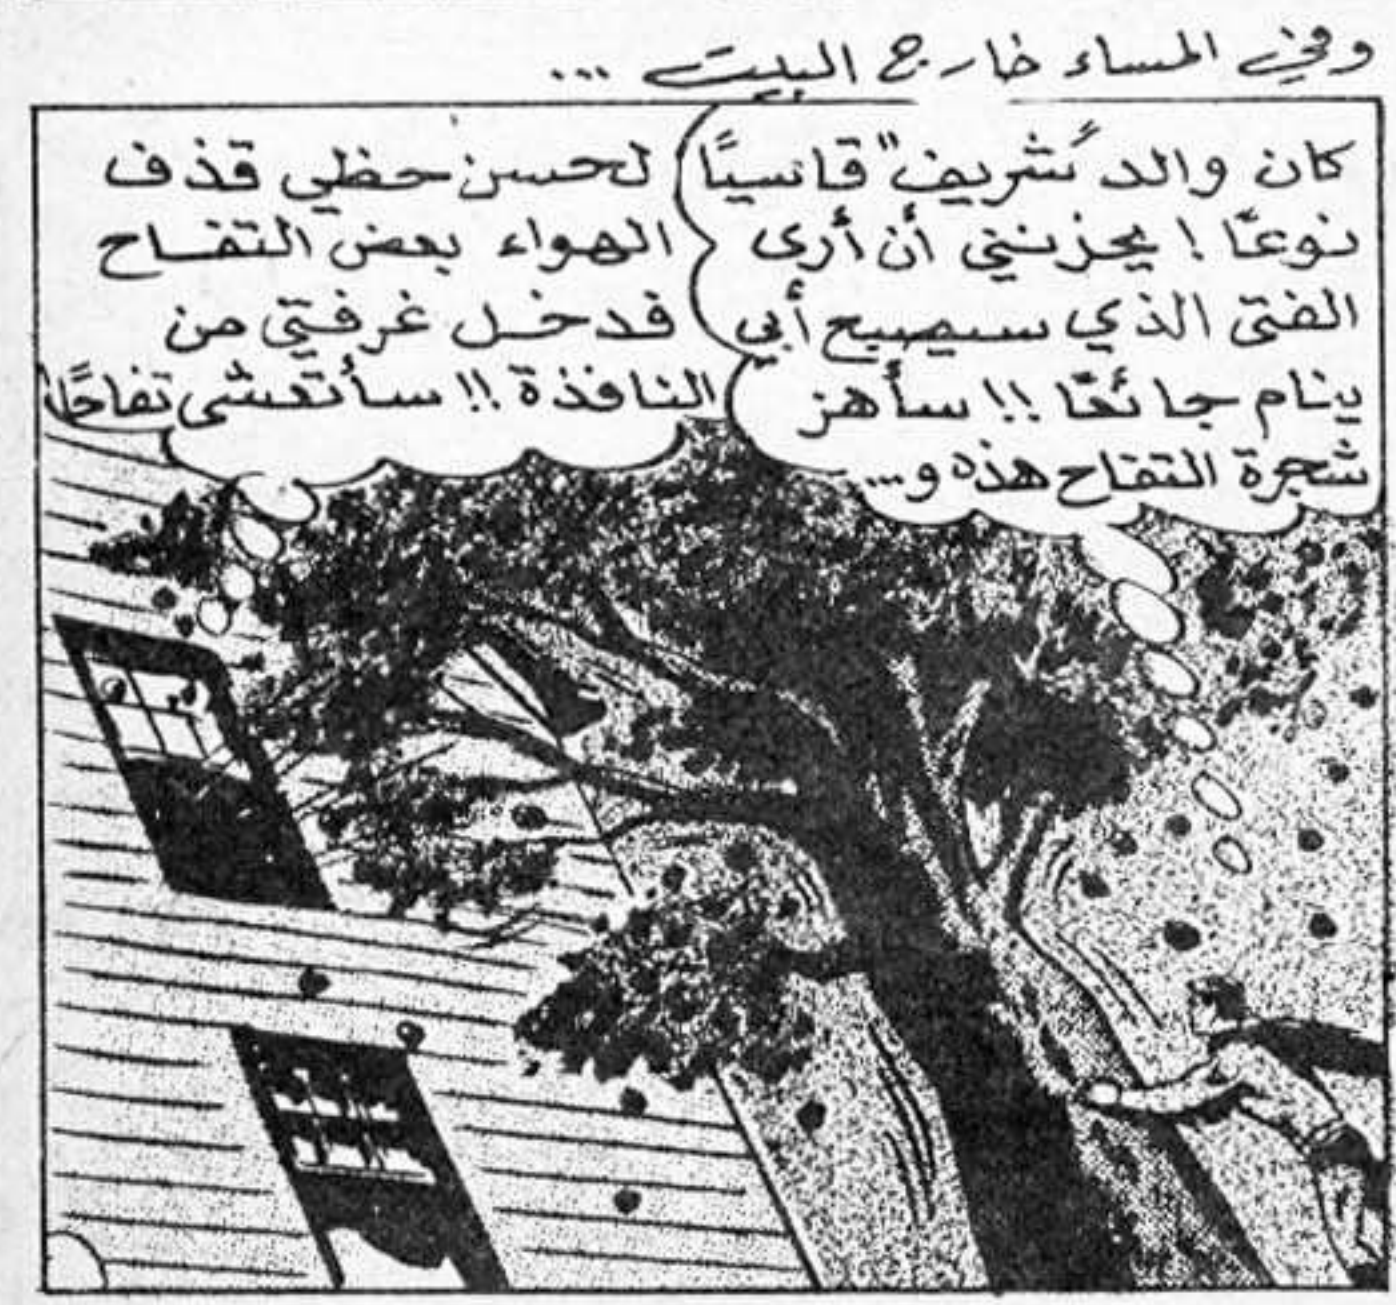 وفي المساء خارج البيت ...
كان والد "شريف" قاسيًا
نوعًا ! يحزنني أن أرى
الفتى الذي سيصبح أبي
ينام جائعًا !! سأهز
شجرة التفاح هذه و...
لحسن حظي قذف
الهواء بعض التفاح
فدخل غرفتي من
النافذة !! سأتعشى تفاحًا!